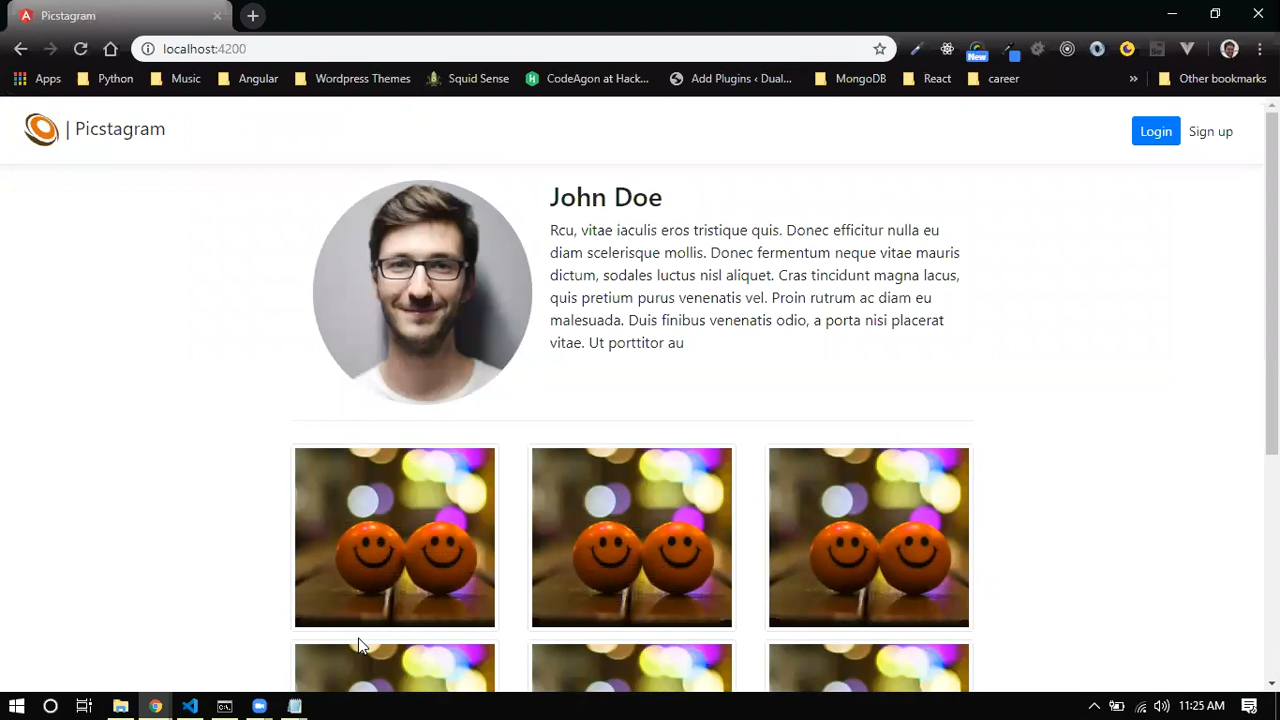 Picstagram
localhost:4200
New
Apps
Python
Music
Angular
Wordpress Themes
Squid Sense
CodeAgon at Hack...
Add Plugins ‹ Dual...
MongoDB
React
career
»
Other bookmarks
| Picstagram
Login
Sign up
John Doe
Rcu, vitae iaculis eros tristique quis. Donec efficitur nulla eu
diam scelerisque mollis. Donec fermentum neque vitae mauris
dictum, sodales luctus nisl aliquet. Cras tincidunt magna lacus,
quis pretium purus venenatis vel. Proin rutrum ac diam eu
malesuada. Duis finibus venenatis odio, a porta nisi placerat
vitae. Ut porttitor au
11:25 AM